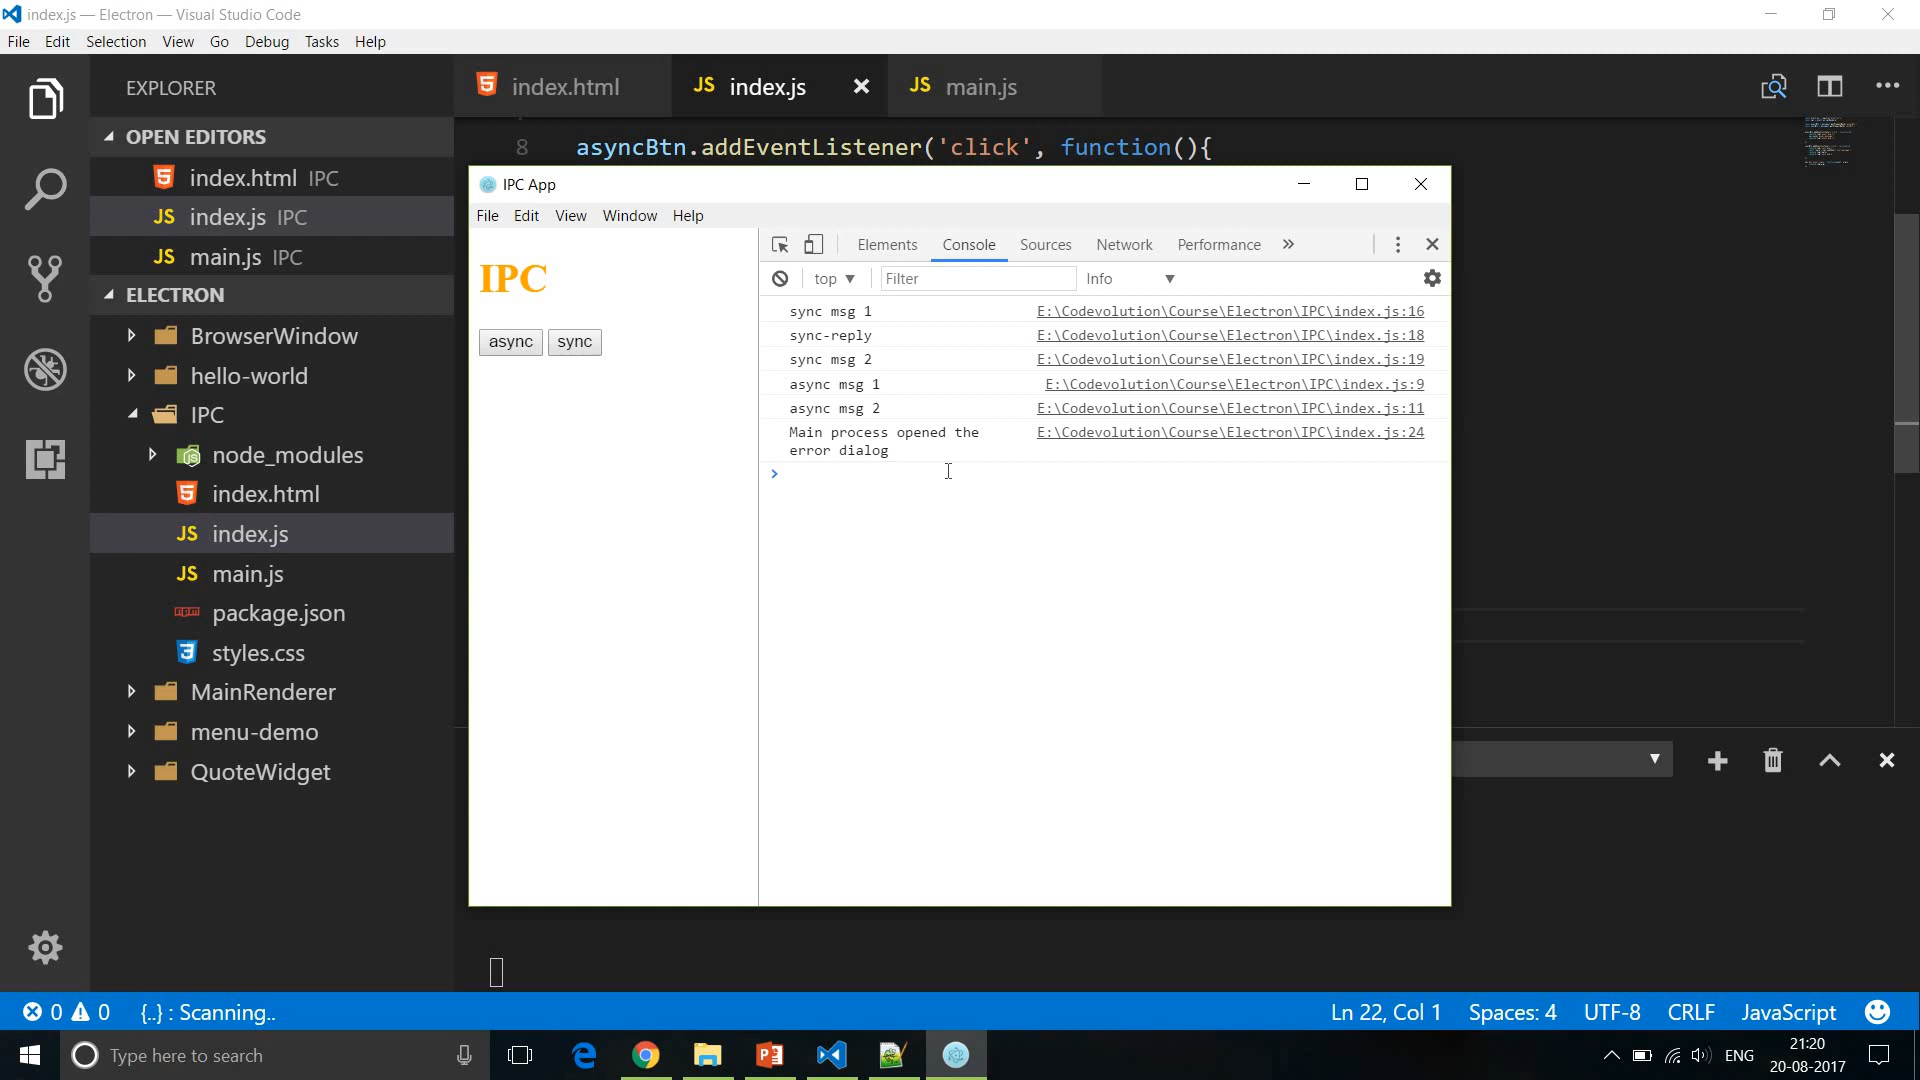 index.js — Electron — Visual Studio Code
File Edit Selection View Go Debug Tasks Help
EXPLORER
OPEN EDITORS
index.html IPC
JS index.js IPC
JS main.js IPC
ELECTRON
BrowserWindow
hello-world
IPC
node_modules
index.html
JS index.js
JS main.js
package.json
styles.css
MainRenderer
menu-demo
QuoteWidget
index.html
JS index.js
JS main.js
8 asyncBtn.addEventListener('click', function(){
IPC App
File Edit View Window Help
IPC
async sync
Elements Console Sources Network Performance »
top Filter Info
sync msg 1 E:\Codevolution\Course\Electron\IPC\index.js:16
sync-reply E:\Codevolution\Course\Electron\IPC\index.js:18
sync msg 2 E:\Codevolution\Course\Electron\IPC\index.js:19
async msg 1 E:\Codevolution\Course\Electron\IPC\index.js:9
async msg 2 E:\Codevolution\Course\Electron\IPC\index.js:11
Main process opened the E:\Codevolution\Course\Electron\IPC\index.js:24
error dialog
0 0 {..} : Scanning.. Ln 22, Col 1 Spaces: 4 UTF-8 CRLF JavaScript
Type here to search
ENG
21:20
20-08-2017